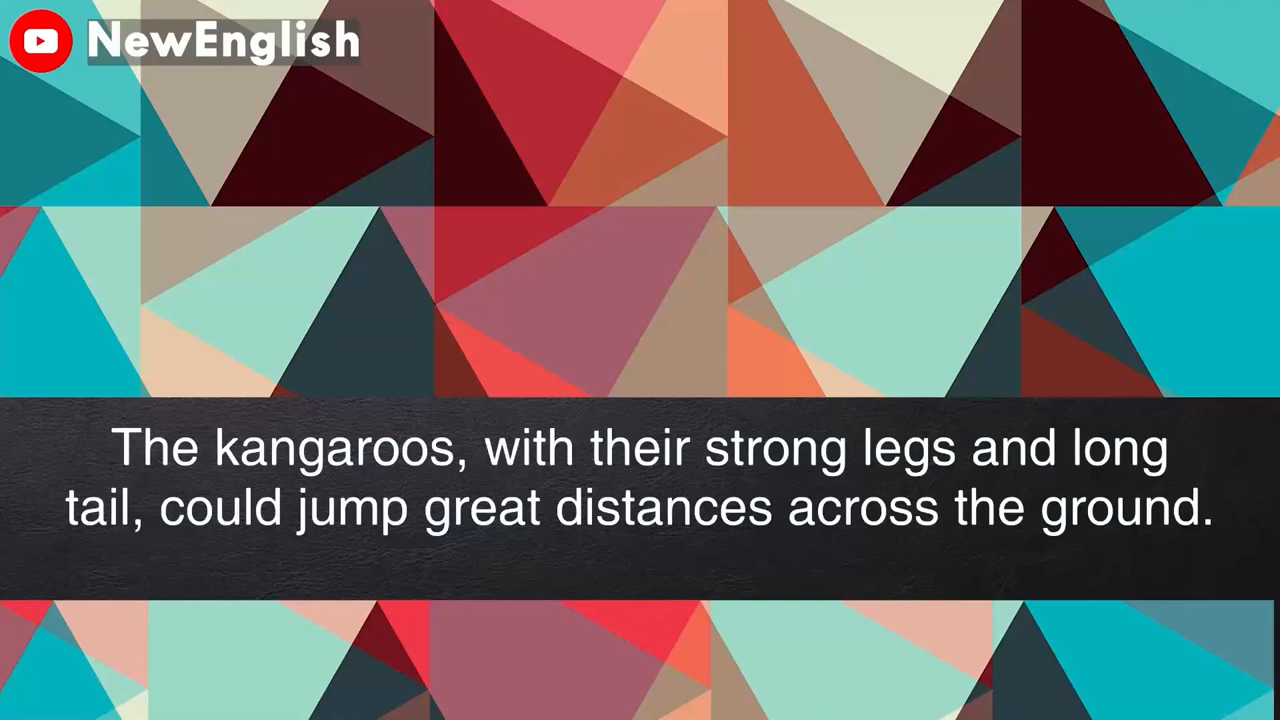 NewEnglish
The kangaroos, with their strong legs and long
tail, could jump great distances across the ground.